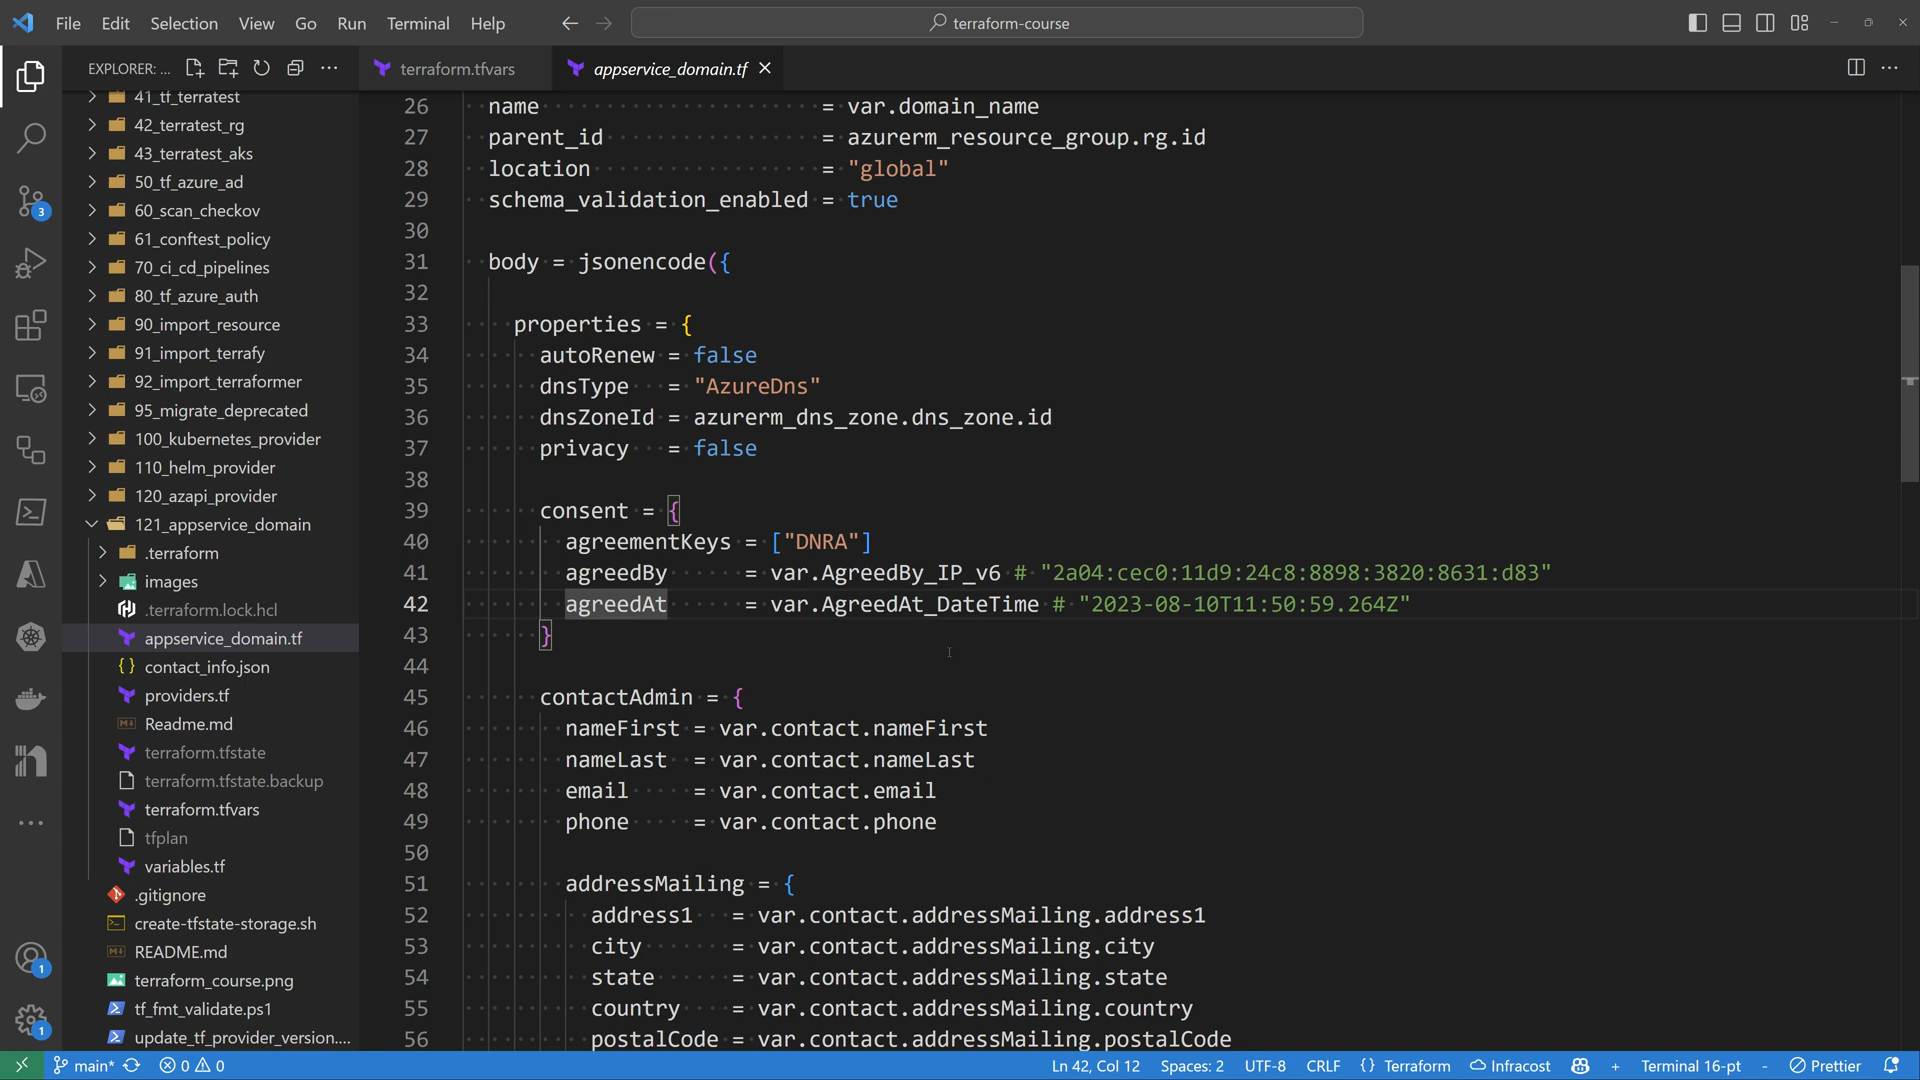 File Edit Selection View Go Run Terminal Help
terraform-course
EXPLORER: ...
terraform.tfvars
appservice_domain.tf
41_tf_terratest
42_terratest_rg
43_terratest_aks
50_tf_azure_ad
60_scan_checkov
61_conftest_policy
70_ci_cd_pipelines
80_tf_azure_auth
90_import_resource
91_import_terrafy
92_import_terraformer
95_migrate_deprecated
100_kubernetes_provider
110_helm_provider
120_azapi_provider
121_appservice_domain
.terraform
images
.terraform.lock.hcl
appservice_domain.tf
contact_info.json
providers.tf
Readme.md
terraform.tfstate
terraform.tfstate.backup
terraform.tfvars
tfplan
variables.tf
.gitignore
create-tfstate-storage.sh
README.md
terraform_course.png
tf_fmt_validate.ps1
update_tf_provider_version....
3
1
1
26 name = var.domain_name
27 parent_id = azurerm_resource_group.rg.id
28 location = "global"
29 schema_validation_enabled = true
30
31 body = jsonencode({
32
33 properties = {
34 autoRenew = false
35 dnsType = "AzureDns"
36 dnsZoneId = azurerm_dns_zone.dns_zone.id
37 privacy = false
38
39 consent = {
40 agreementKeys = ["DNRA"]
41 agreedBy = var.AgreedBy_IP_v6 # "2a04:cec0:11d9:24c8:8898:3820:8631:d83"
42 agreedAt = var.AgreedAt_DateTime # "2023-08-10T11:50:59.264Z"
43 }
44
45 contactAdmin = {
46 nameFirst = var.contact.nameFirst
47 nameLast = var.contact.nameLast
48 email = var.contact.email
49 phone = var.contact.phone
50
51 addressMailing = {
52 address1 = var.contact.addressMailing.address1
53 city = var.contact.addressMailing.city
54 state = var.contact.addressMailing.state
55 country = var.contact.addressMailing.country
56 postalCode = var.contact.addressMailing.postalCode
main* 0 0 Ln 42, Col 12 Spaces: 2 UTF-8 CRLF {} Terraform Infracost + Terminal 16-pt - Prettier